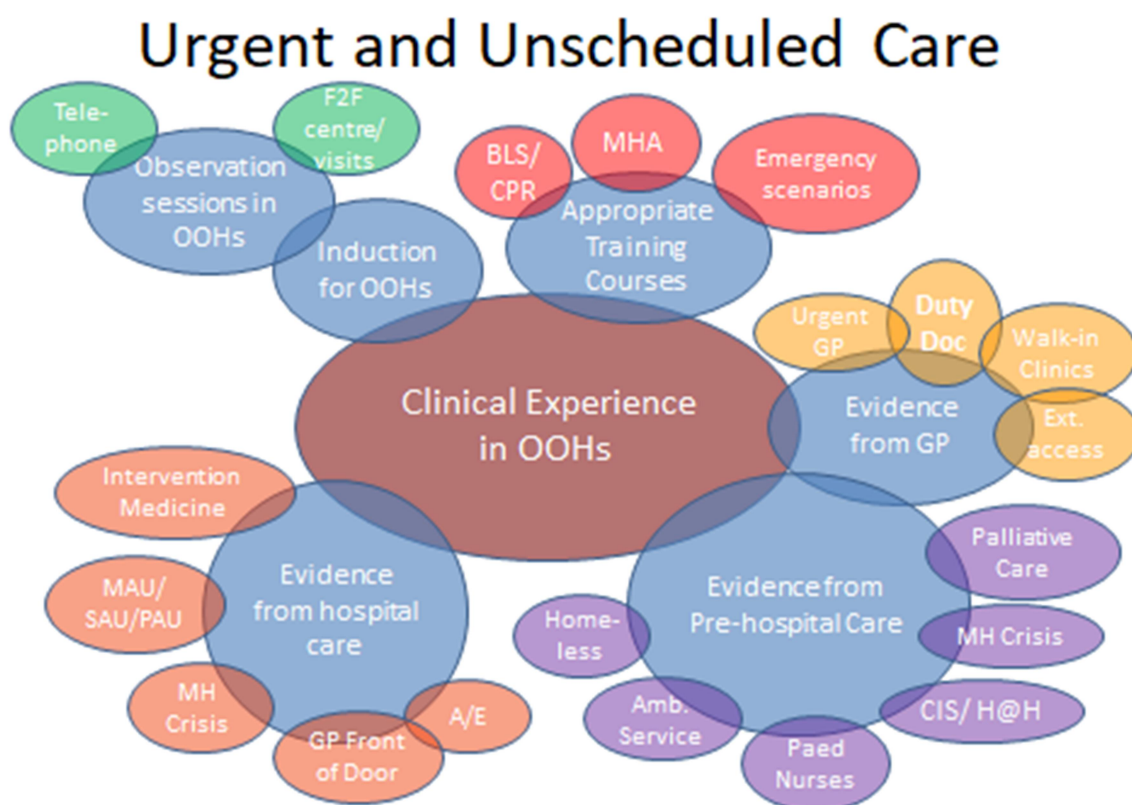 Urgent and Unscheduled Care
Tele-
phone
F2F
centre/
visits
Observation
sessions in
OOHs
Induction
for OOHs
BLS/
CPR
MHA
Emergency
scenarios
Appropriate
Training
Courses
Clinical Experience
in OOHs
Urgent
GP
Duty
Doc
Walk-in
Clinics
Ext.
access
Evidence
from GP
Intervention
Medicine
MAU/
SAU/PAU
MH
Crisis
GP Front
of Door
A/E
Evidence
from hospital
care
Evidence from
Pre-hospital Care
Palliative
Care
MH Crisis
CIS/ H@H
Paed
Nurses
Amb.
Service
Home-
less